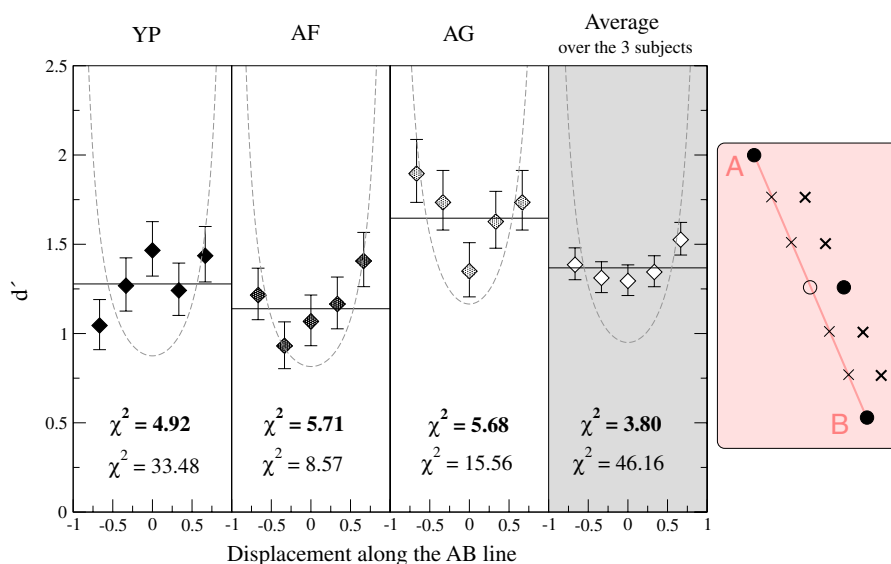 YP
AF
AG
Average
over the 3 subjects
2.5
2
1.5
1
0.5
0
d´
χ² = 4.92
χ² = 33.48
χ² = 5.71
χ² = 8.57
χ² = 5.68
χ² = 15.56
χ² = 3.80
χ² = 46.16
-1 -0.5 0 0.5 -1 -0.5 0 0.5 -1 -0.5 0 0.5 -1 -0.5 0 0.5 1
Displacement along the AB line
A
B